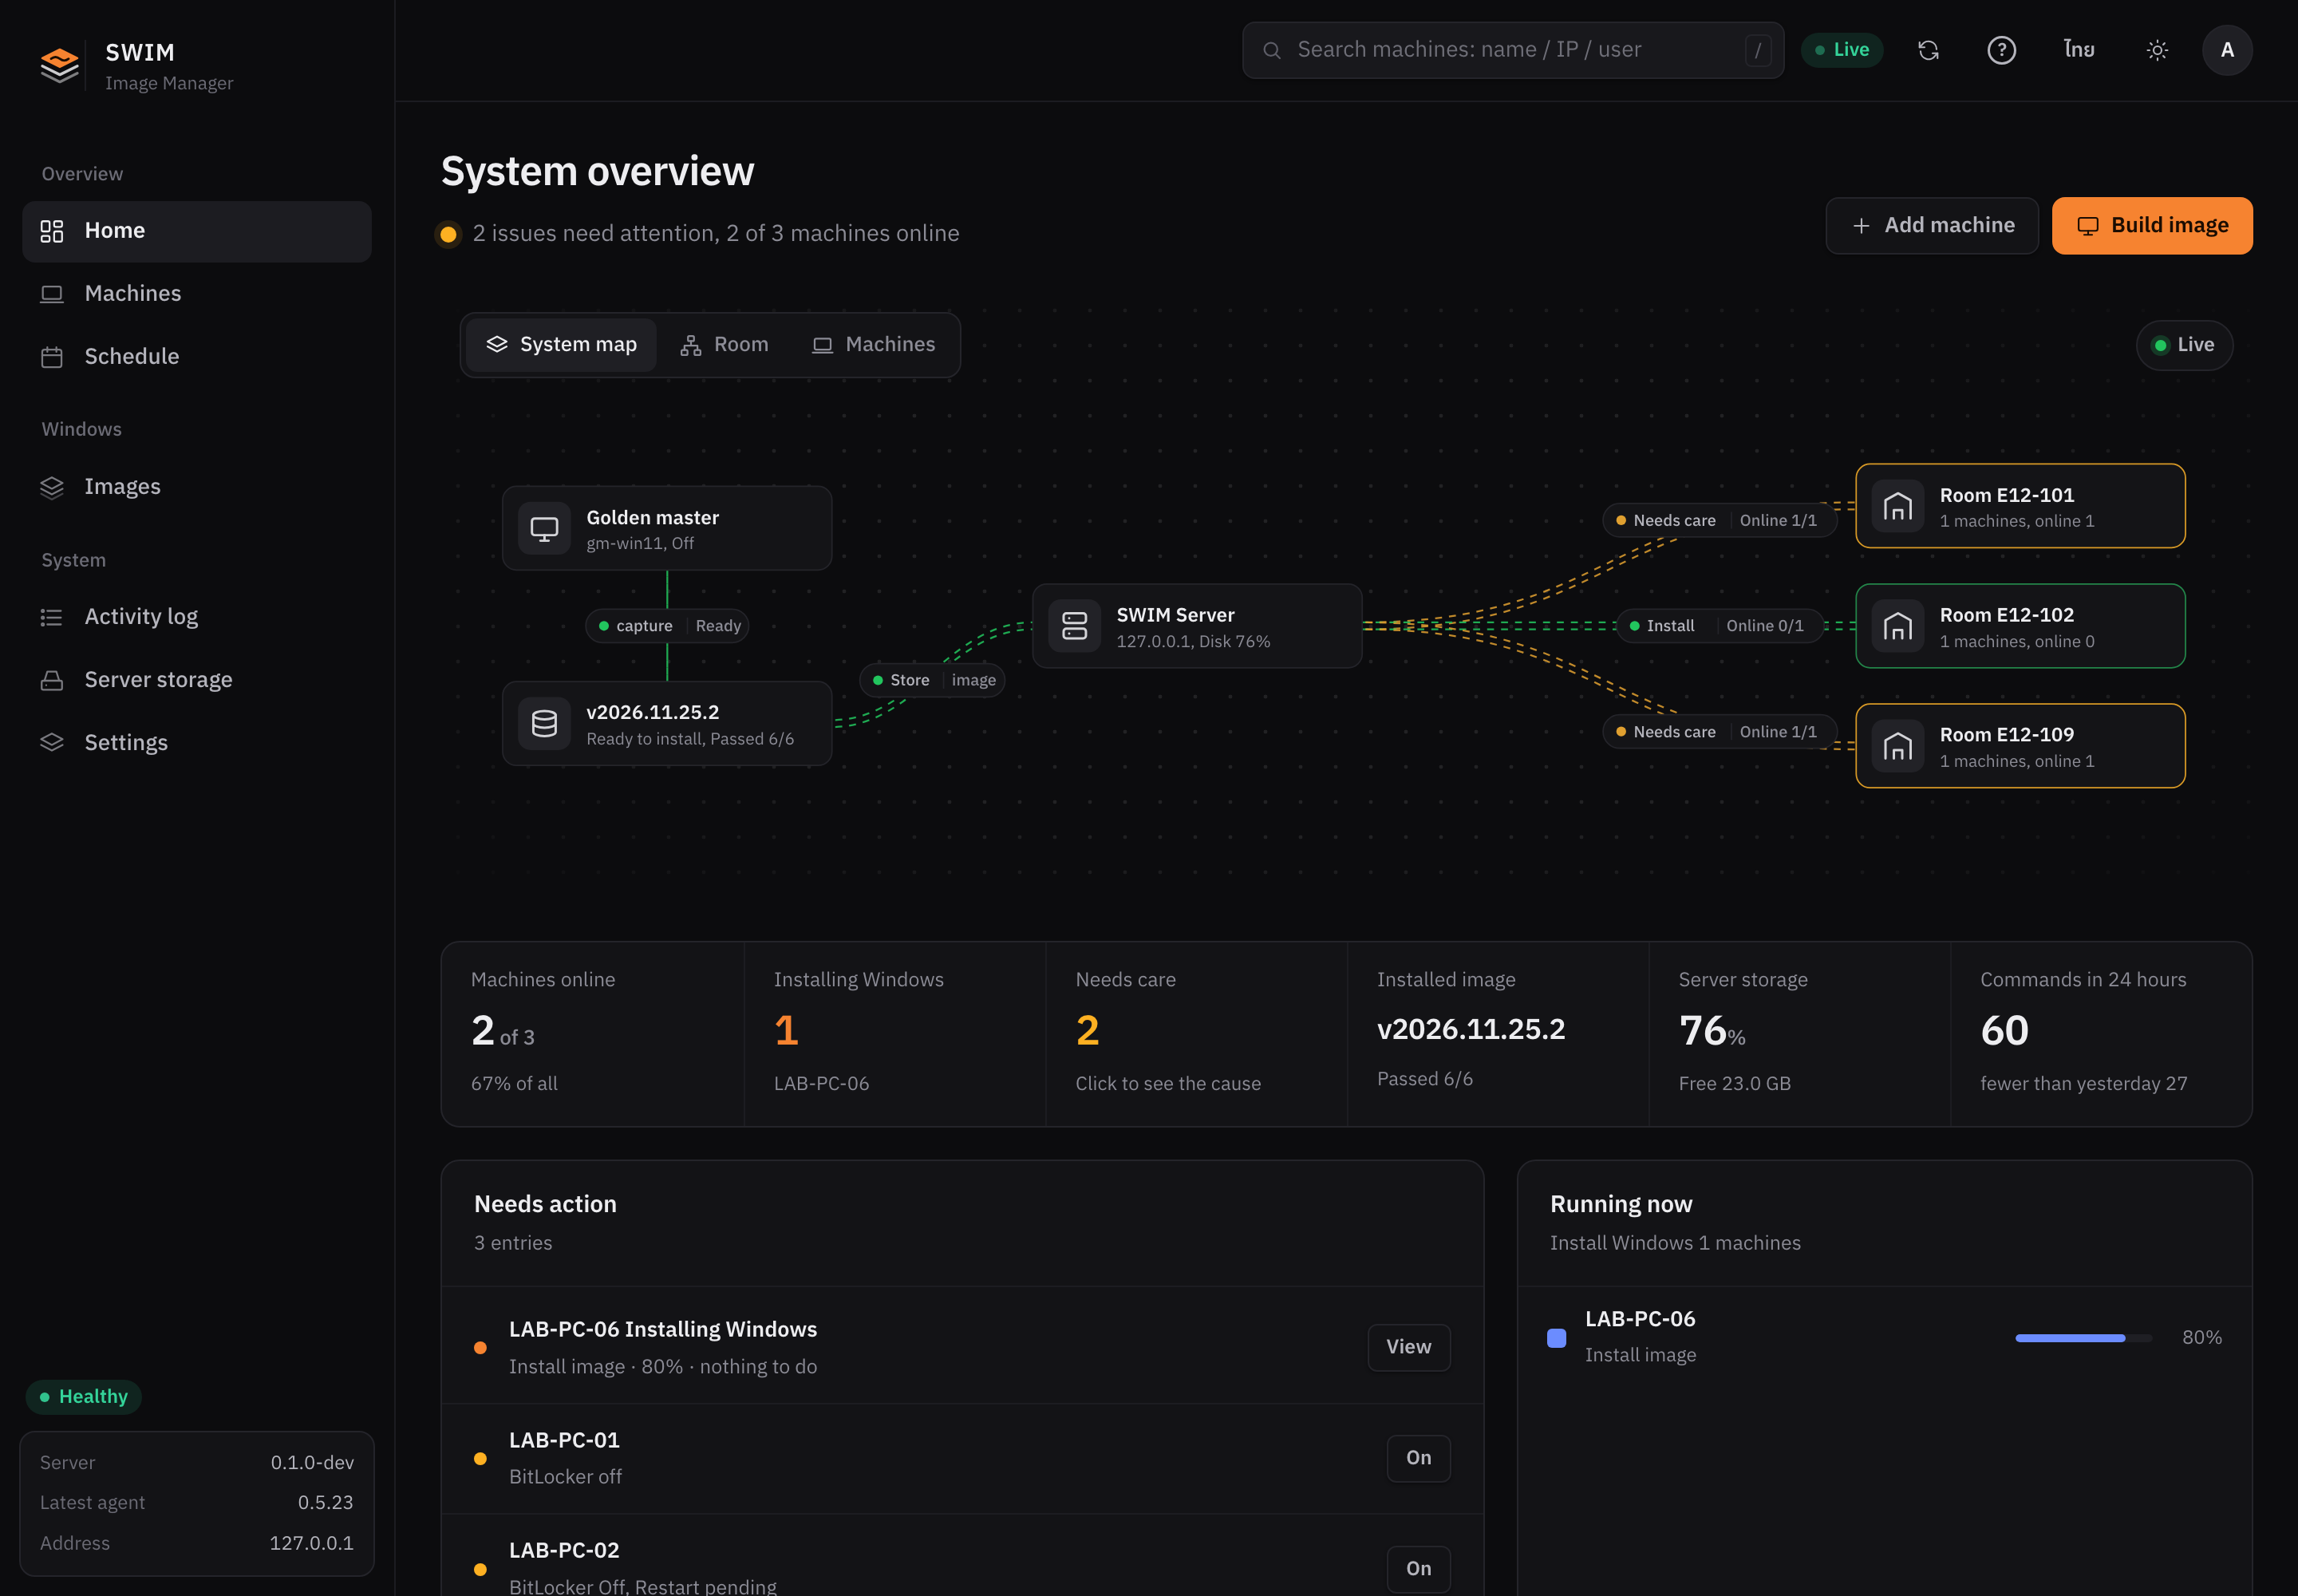 SWIM
Image Manager
Search machines: name / IP / user
/
Live
?
ไทย
A
Overview
Home
Machines
Schedule
Windows
Images
System
Activity log
Server storage
Settings
Healthy
Server 0.1.0-dev
Latest agent 0.5.23
Address 127.0.0.1
System overview
2 issues need attention, 2 of 3 machines online
Add machine
Build image
System map
Room
Machines
Live
Golden master
gm-win11, Off
capture Ready
v2026.11.25.2
Ready to install, Passed 6/6
Store image
SWIM Server
127.0.0.1, Disk 76%
Needs care Online 1/1
Install Online 0/1
Needs care Online 1/1
Room E12-101
1 machines, online 1
Room E12-102
1 machines, online 0
Room E12-109
1 machines, online 1
Machines online
2 of 3
67% of all
Installing Windows
1
LAB-PC-06
Needs care
2
Click to see the cause
Installed image
v2026.11.25.2
Passed 6/6
Server storage
76%
Free 23.0 GB
Commands in 24 hours
60
fewer than yesterday 27
Needs action
3 entries
LAB-PC-06 Installing Windows
Install image · 80% · nothing to do
View
LAB-PC-01
BitLocker off
On
LAB-PC-02
BitLocker Off, Restart pending
On
Running now
Install Windows 1 machines
LAB-PC-06
Install image
80%